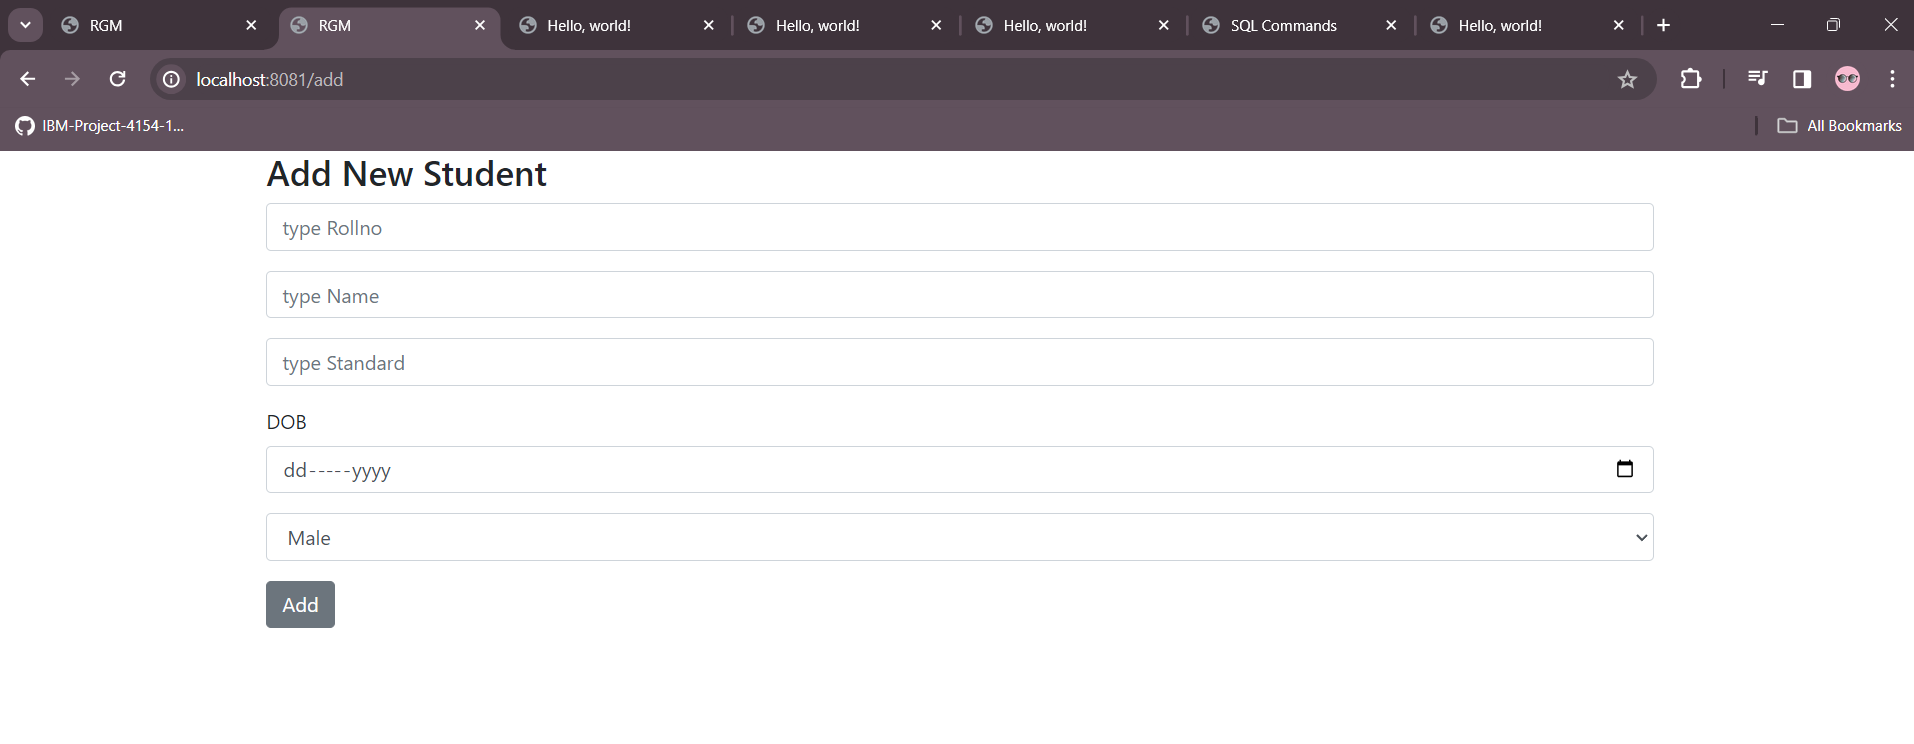 RGM
RGM
Hello, world!
Hello, world!
Hello, world!
SQL Commands
Hello, world!
localhost:8081/add
IBM-Project-4154-1...
All Bookmarks
Add New Student
type Rollno
type Name
type Standard
DOB
dd-----yyyy
Male
Add